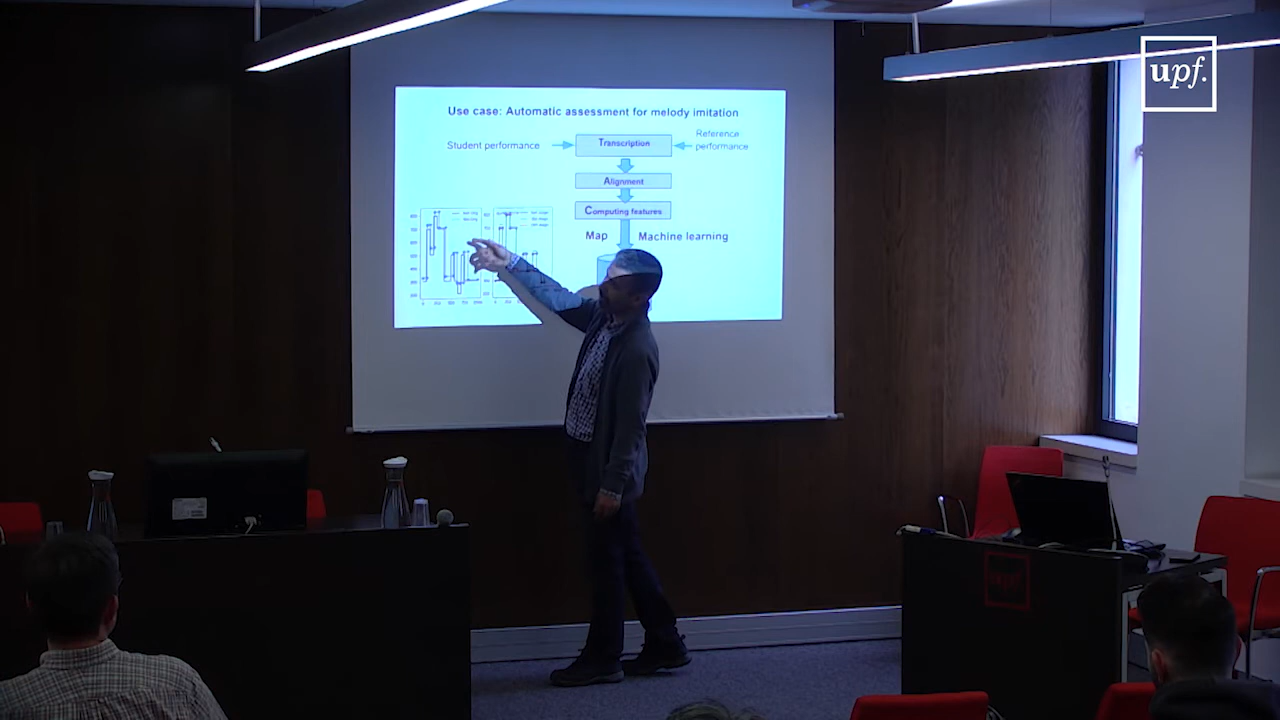 upf.
Use case: Automatic assessment for melody imitation
Student performance
Transcription
Reference
performance
Alignment
Computing features
Map
Machine learning
upf.